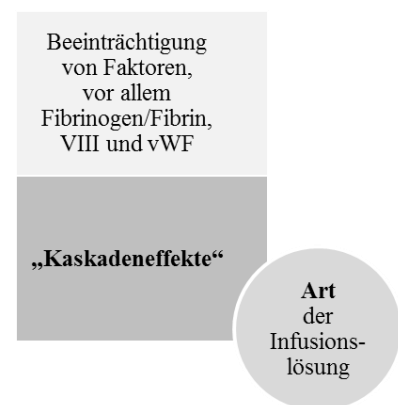 Beeinträchtigung
von Faktoren,
vor allem
Fibrinogen/Fibrin,
VIII und vWF
„Kaskadeneffekte“
Art
der
Infusions-
lösung